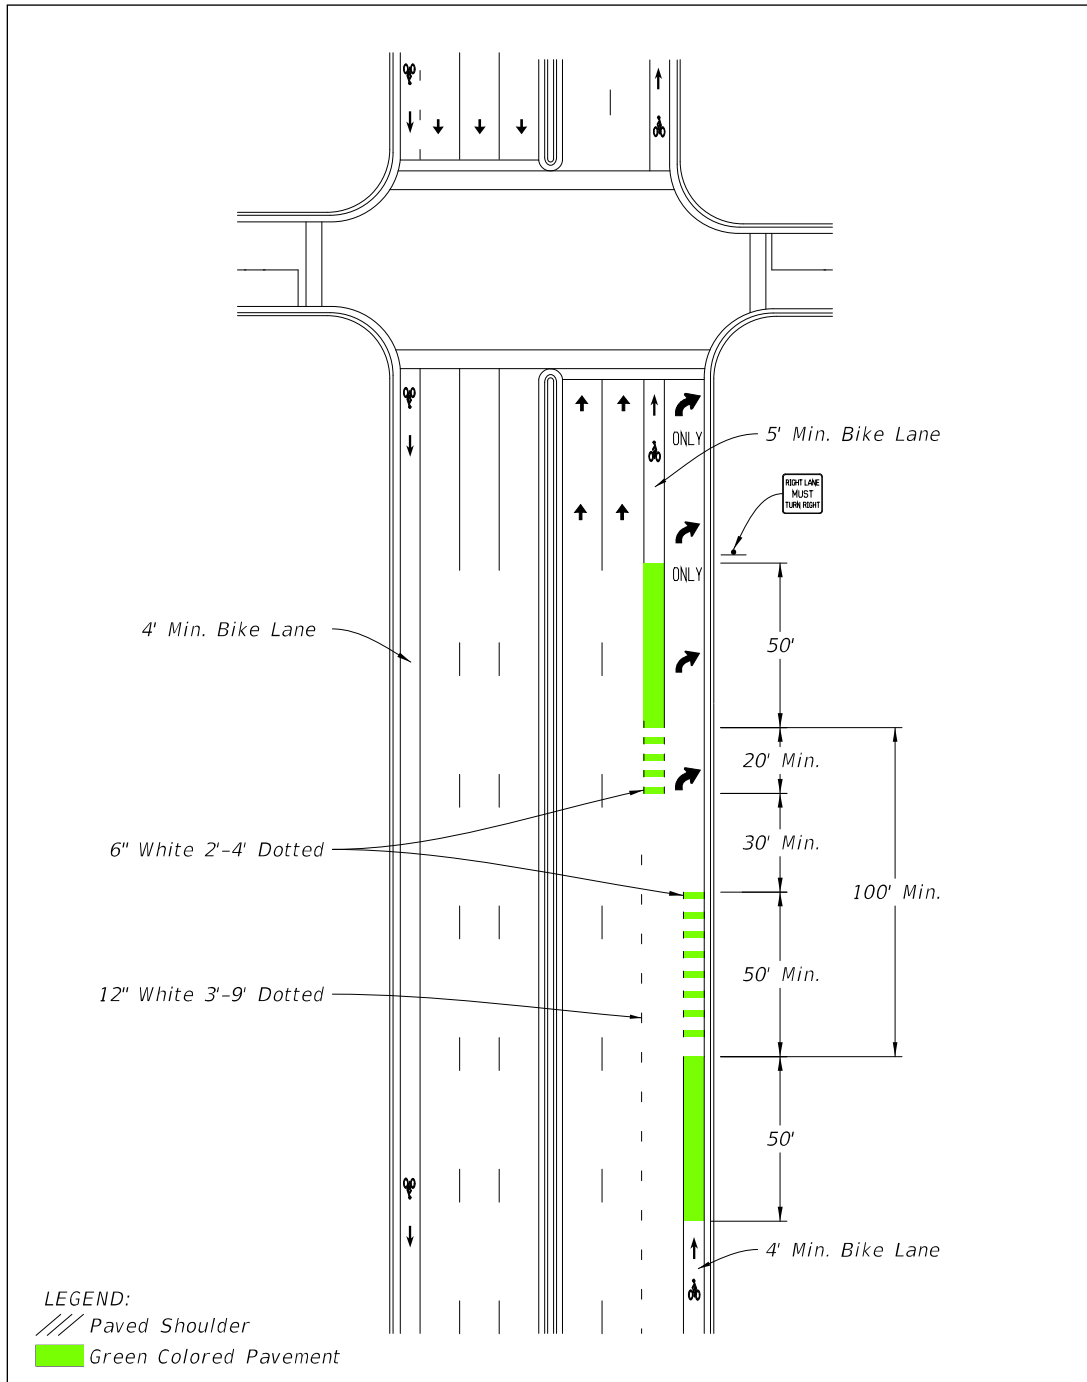 ONLY
5' Min. Bike Lane
RIGHT LANE
MUST
TURN RIGHT
ONLY
4' Min. Bike Lane
50'
20' Min.
6" White 2'-4' Dotted
30' Min.
100' Min.
50' Min.
12" White 3'-9' Dotted
50'
4' Min. Bike Lane
LEGEND:
Paved Shoulder
Green Colored Pavement